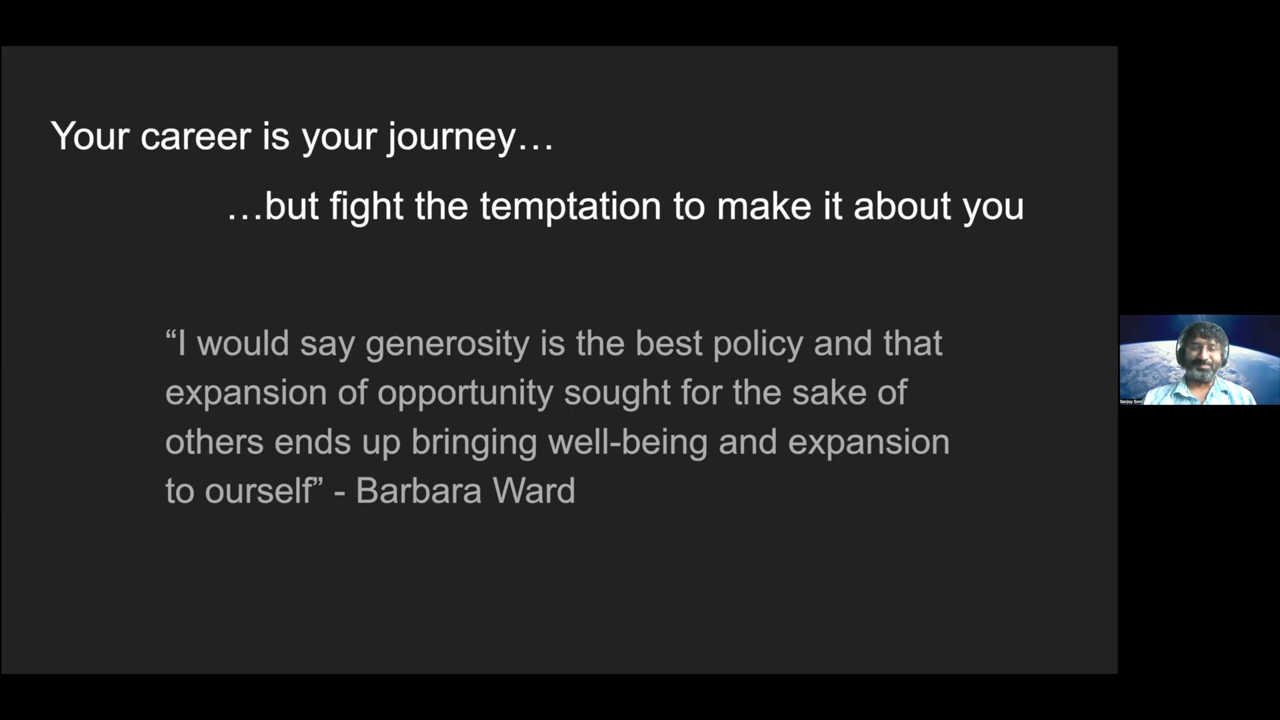 Your career is your journey…
…but fight the temptation to make it about you
“I would say generosity is the best policy and that
expansion of opportunity sought for the sake of
others ends up bringing well-being and expansion
to ourself” - Barbara Ward
Sanjay